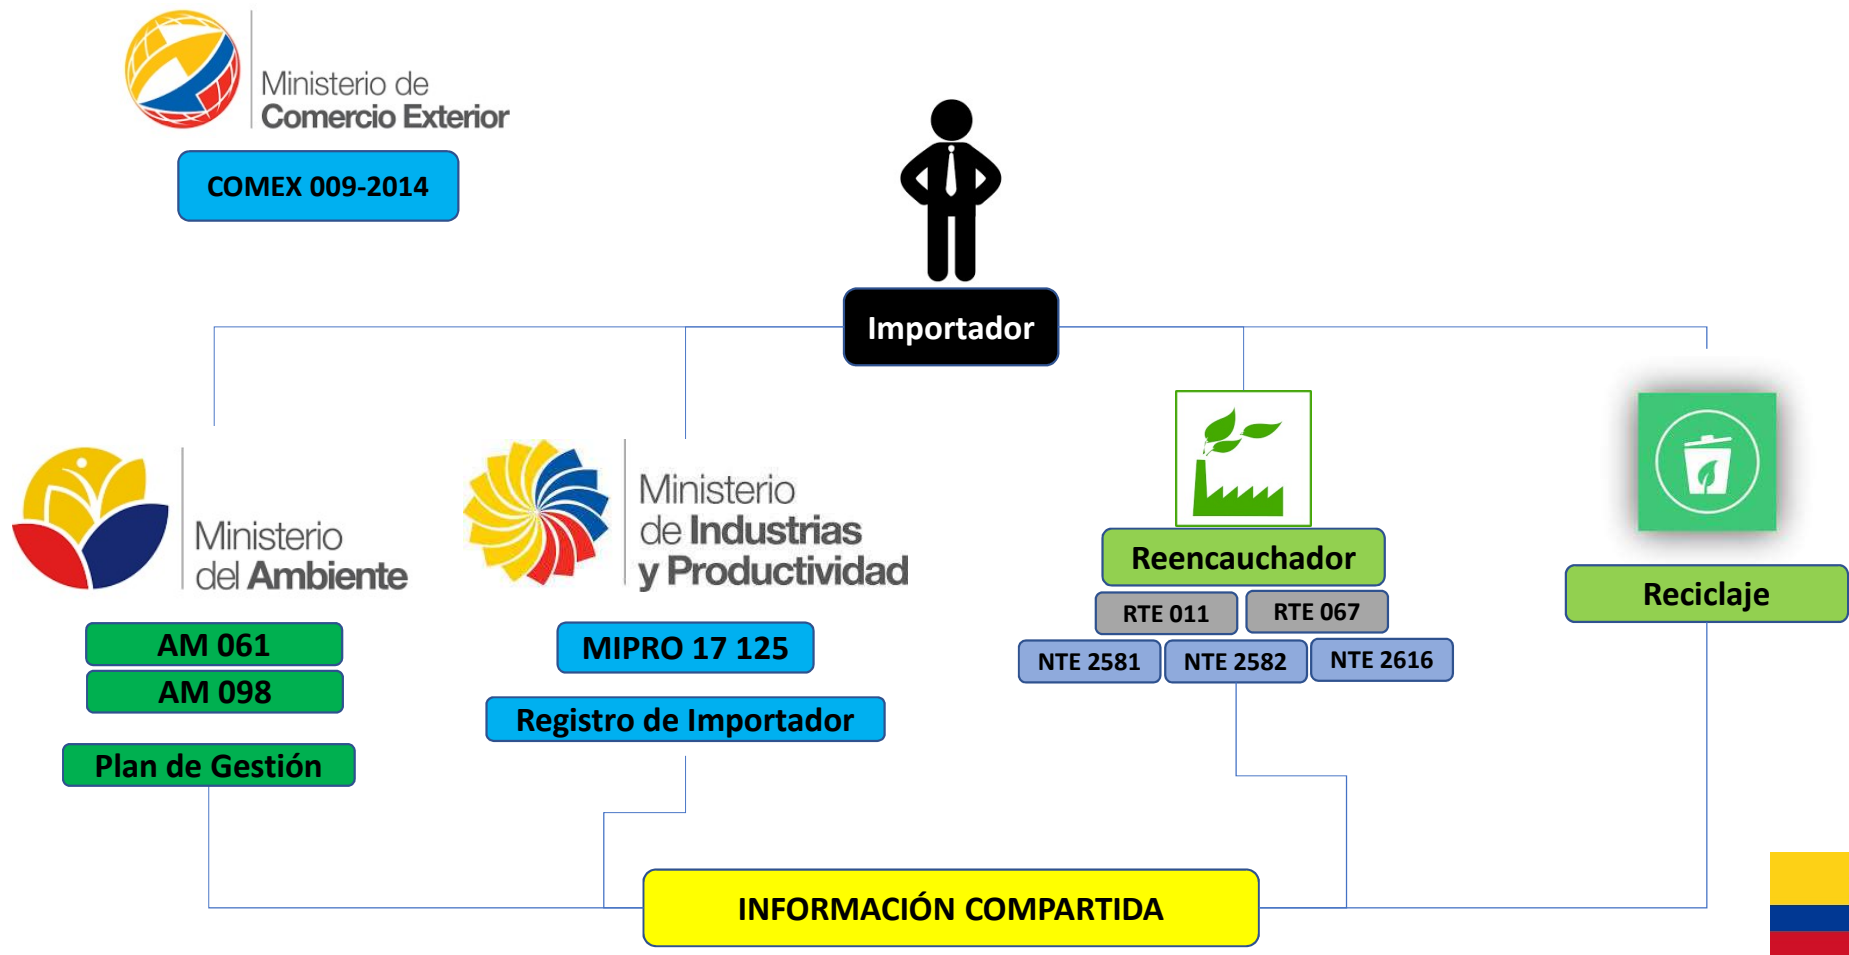 Ministerio de
Comercio Exterior
COMEX 009-2014
Importador
Ministerio
del Ambiente
AM 061
AM 098
Plan de Gestión
Ministerio
de Industrias
y Productividad
MIPRO 17 125
Registro de Importador
Reencauchador
RTE 011
RTE 067
NTE 2581
NTE 2582
NTE 2616
Reciclaje
INFORMACIÓN COMPARTIDA